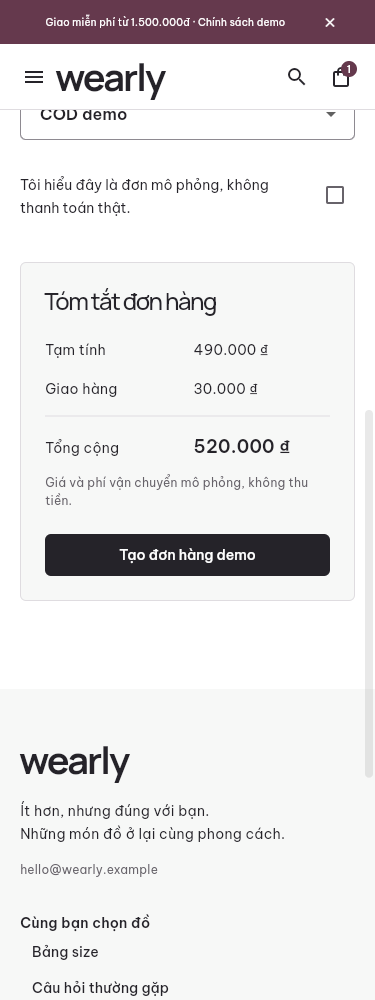 Giao miễn phí từ 1.500.000đ · Chính sách demo
wearly
1
COD demo
Tôi hiểu đây là đơn mô phỏng, không
thanh toán thật.
Tóm tắt đơn hàng
Tạm tính 490.000 ₫
Giao hàng 30.000 ₫
Tổng cộng 520.000 ₫
Giá và phí vận chuyển mô phỏng, không thu
tiền.
Tạo đơn hàng demo
wearly
Ít hơn, nhưng đúng với bạn.
Những món đồ ở lại cùng phong cách.
hello@wearly.example
Cùng bạn chọn đồ
Bảng size
Câu hỏi thường gặp